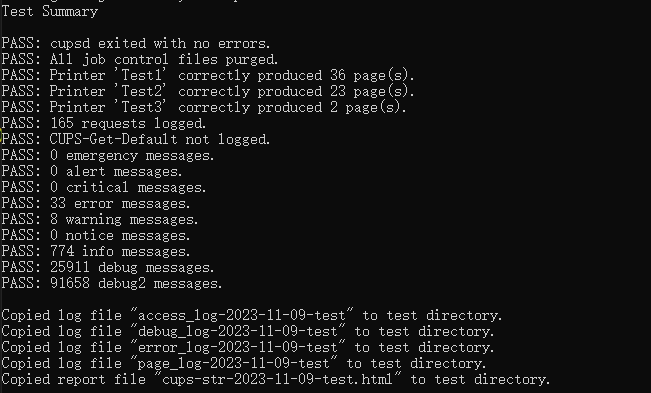 Test Summary
PASS: cupsd exited with no errors.
PASS: All job control files purged.
PASS: Printer 'Test1' correctly produced 36 page(s).
PASS: Printer 'Test2' correctly produced 23 page(s).
PASS: Printer 'Test3' correctly produced 2 page(s).
PASS: 165 requests logged.
PASS: CUPS-Get-Default not logged.
PASS: 0 emergency messages.
PASS: 0 alert messages.
PASS: 0 critical messages.
PASS: 33 error messages.
PASS: 8 warning messages.
PASS: 0 notice messages.
PASS: 774 info messages.
PASS: 25911 debug messages.
PASS: 91658 debug2 messages.
Copied log file "access_log-2023-11-09-test" to test directory.
Copied log file "debug_log-2023-11-09-test" to test directory.
Copied log file "error_log-2023-11-09-test" to test directory.
Copied log file "page_log-2023-11-09-test" to test directory.
Copied report file "cups-str-2023-11-09-test.html" to test directory.